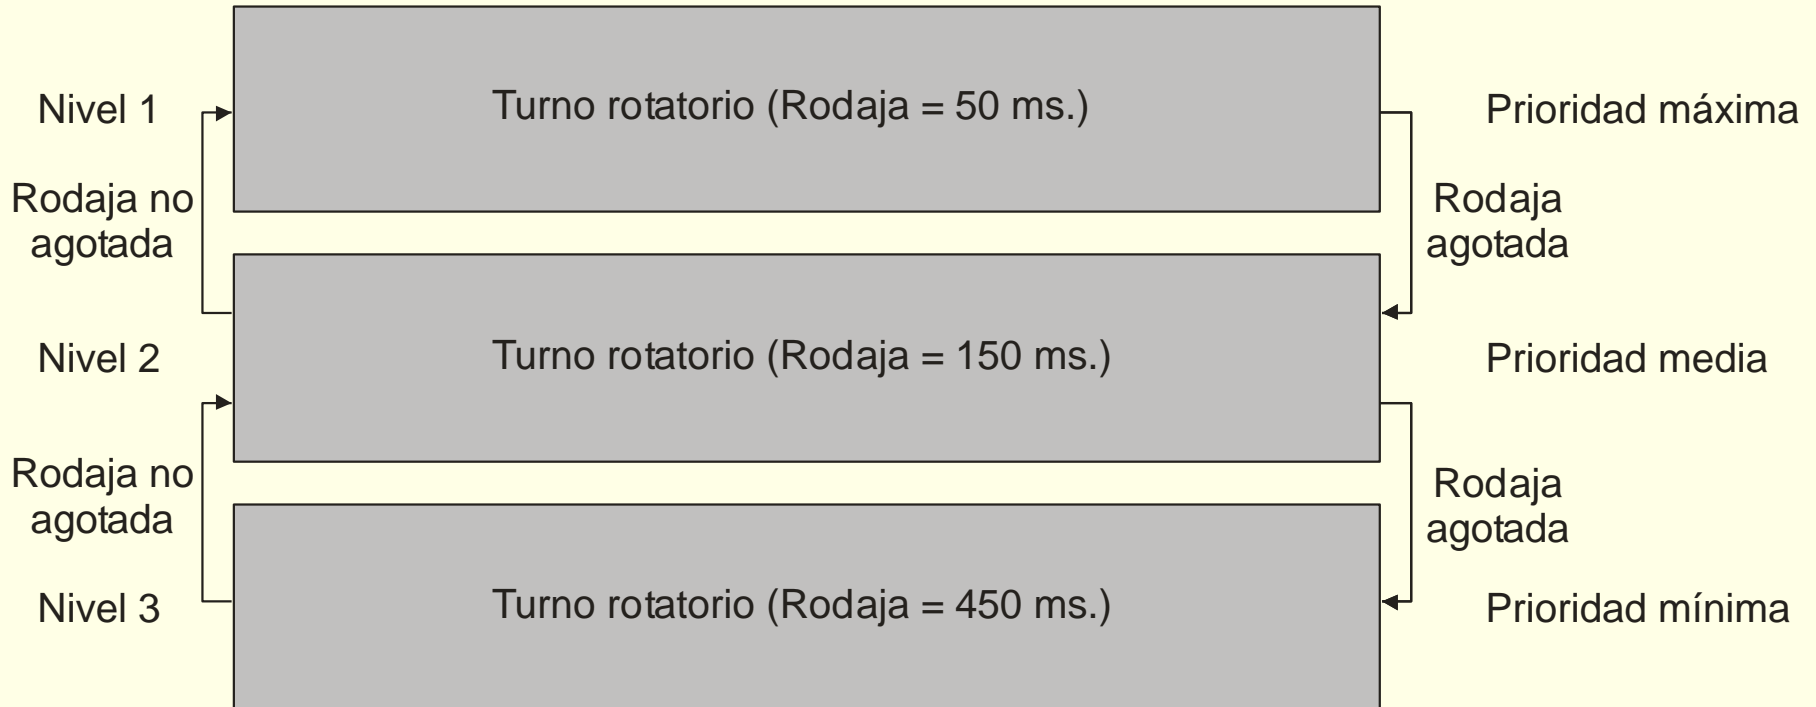 Nivel 1
Turno rotatorio (Rodaja = 50 ms.)
Prioridad máxima
Rodaja no
agotada
Rodaja
agotada
Nivel 2
Turno rotatorio (Rodaja = 150 ms.)
Prioridad media
Rodaja no
agotada
Rodaja
agotada
Nivel 3
Turno rotatorio (Rodaja = 450 ms.)
Prioridad mínima